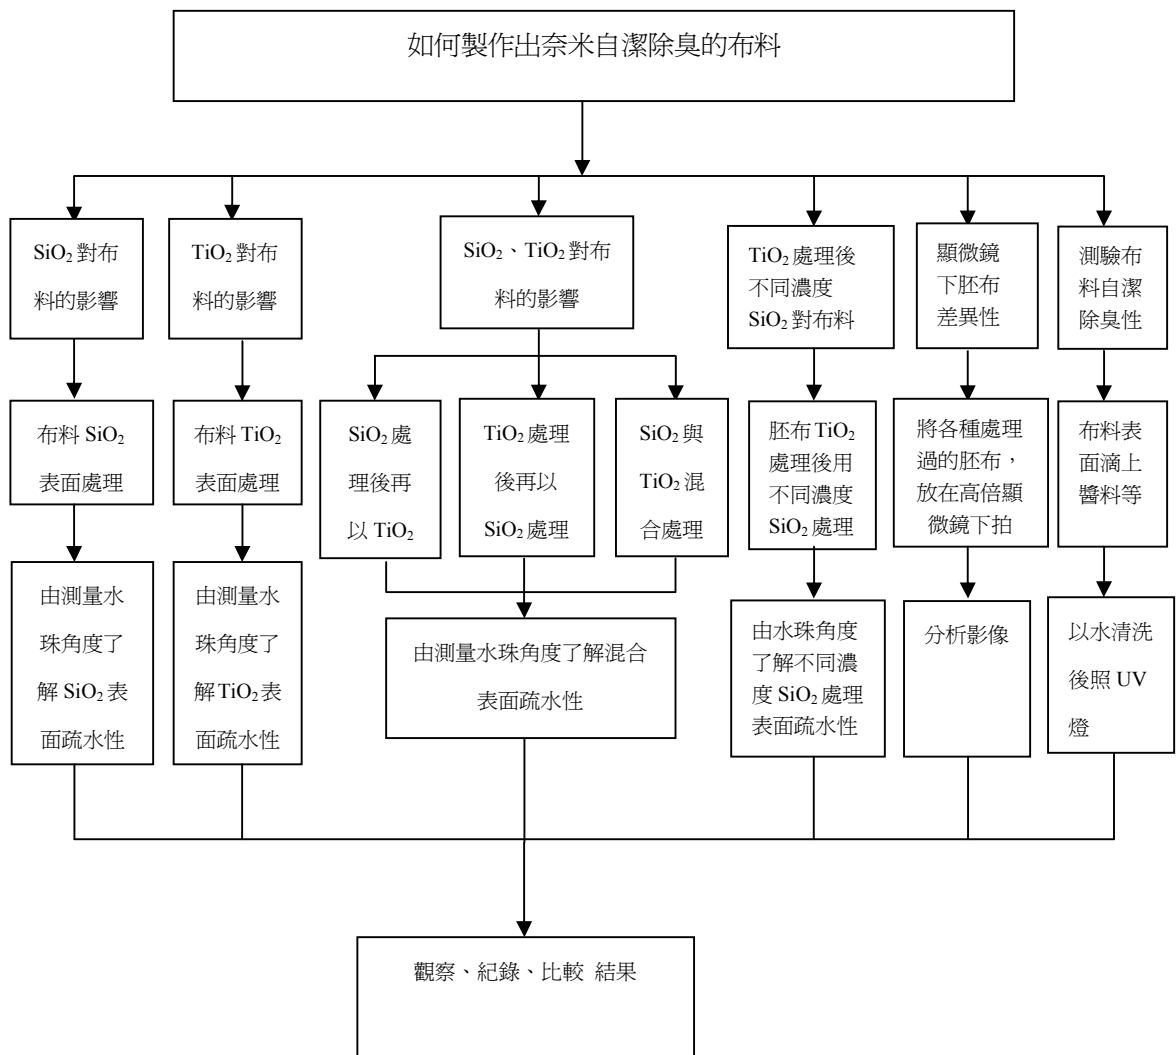 如何製作出奈米自潔除臭的布料
SiO₂ 對布
料的影響
TiO₂ 對布
料的影響
SiO₂、TiO₂ 對布
料的影響
TiO₂ 處理後
不同濃度
SiO₂ 對布料
顯微鏡
下胚布
差異性
測驗布
料自潔
除臭性
布料 SiO₂
表面處理
布料 TiO₂
表面處理
SiO₂ 處
理後再
以 TiO₂
TiO₂ 處理
後再以
SiO₂ 處理
SiO₂ 與
TiO₂ 混
合處理
胚布 TiO₂
處理後用
不同濃度
SiO₂ 處理
將各種處理
過的胚布，
放在高倍顯
微鏡下拍
布料表
面滴上
醬料等
由測量水
珠角度了
解 SiO₂ 表
面疏水性
由測量水
珠角度了
解 TiO₂ 表
面疏水性
由測量水珠角度了解混合
表面疏水性
由水珠角度
了解不同濃
度 SiO₂ 處理
表面疏水性
分析影像
以水清洗
後照 UV
燈
觀察、紀錄、比較 結果